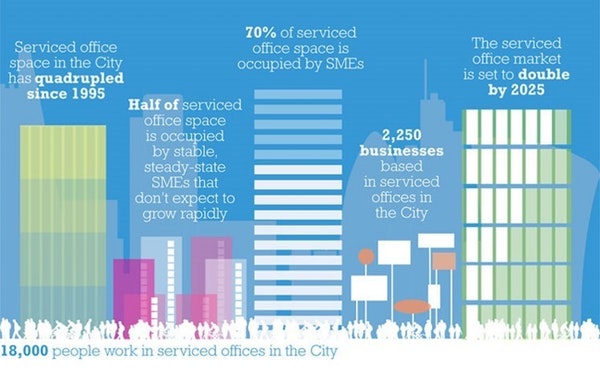 Serviced office
space in the City
has quadrupled
since 1995
Half of serviced
office space
is occupied
by stable,
steady-state
SMEs that
don't expect to
grow rapidly
70% of serviced
office space is
occupied by SMEs
2,250
businesses
based
in serviced
offices in
the City
The serviced
office market
is set to double
by 2025
18,000 people work in serviced offices in the City